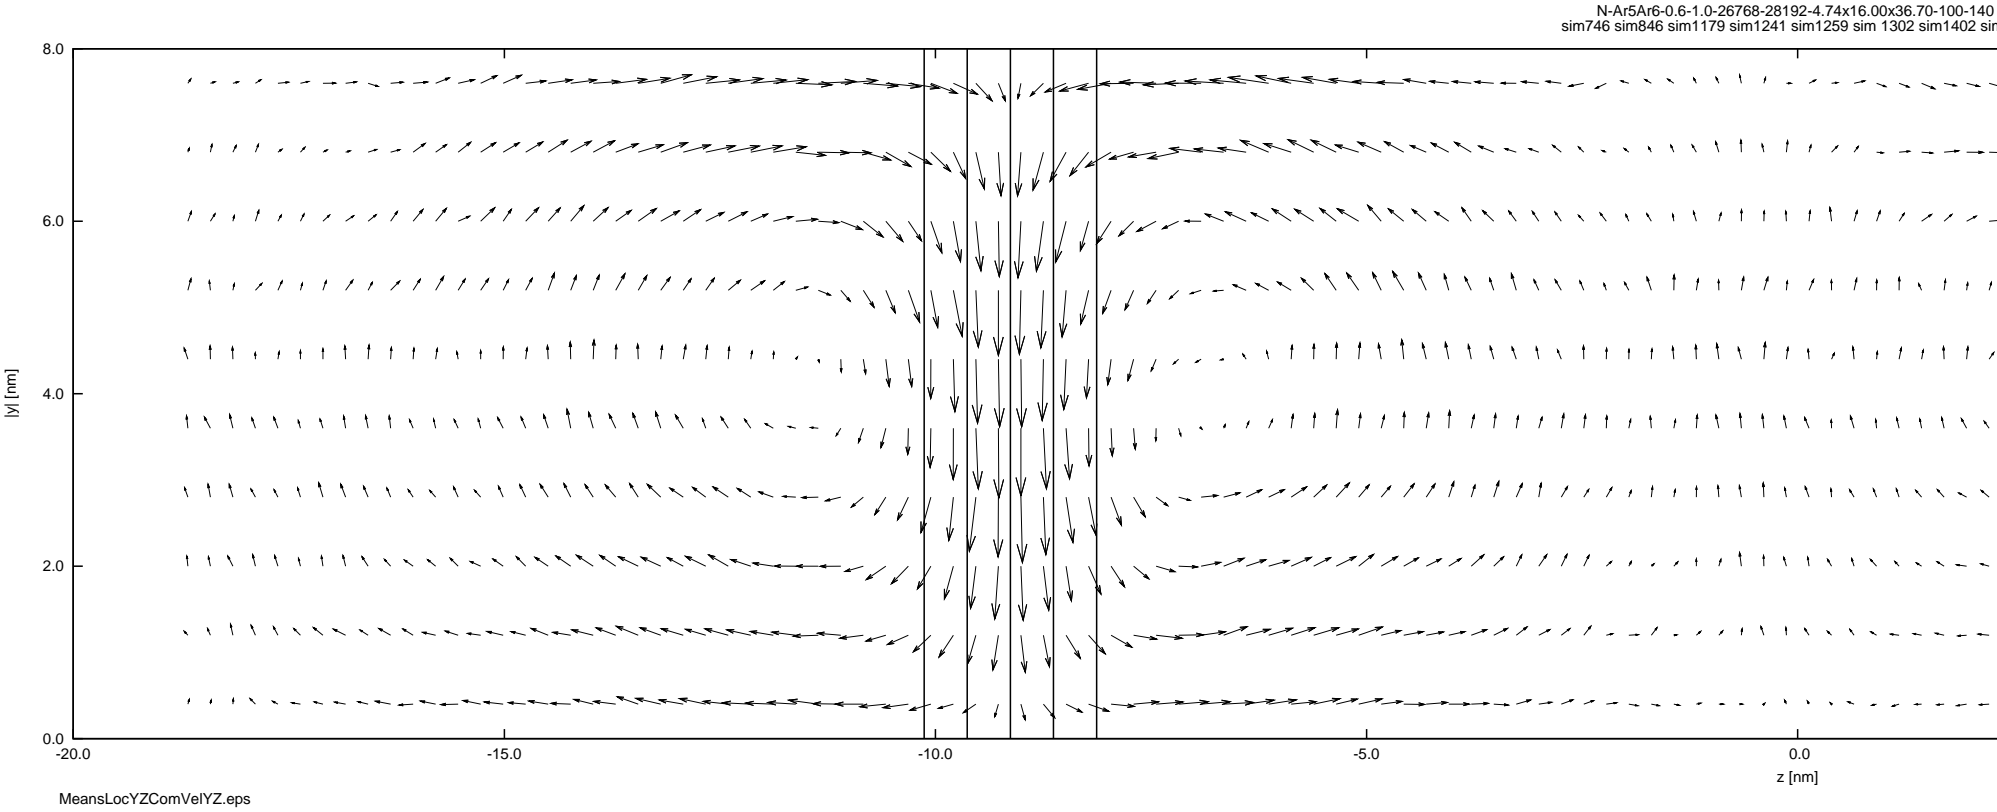 N-Ar5Ar6-0.6-1.0-26768-28192-4.74x16.00x36.70-100-140
sim746 sim846 sim1179 sim1241 sim1259 sim 1302 sim1402
8.0
6.0
4.0
2.0
0.0
|y| [nm]
-20.0 -15.0 -10.0 -5.0 0.0
z [nm]
MeansLocYZComVelYZ.eps